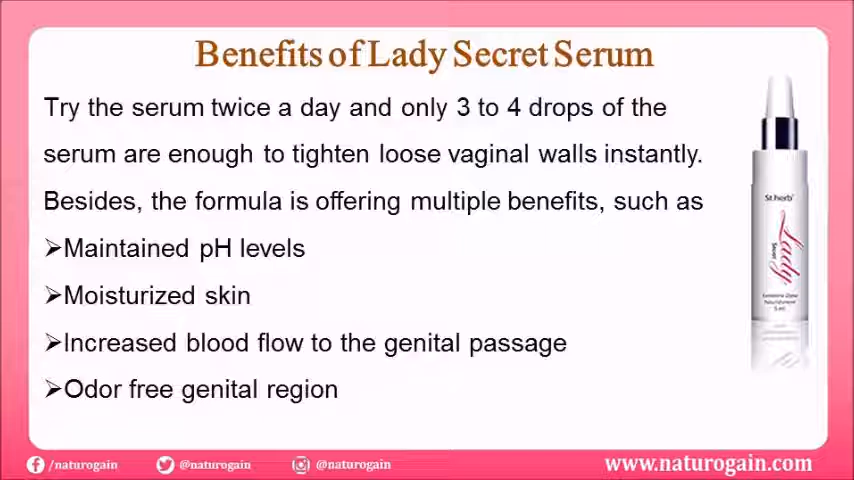 Benefits of Lady Secret Serum
Try the serum twice a day and only 3 to 4 drops of the
serum are enough to tighten loose vaginal walls instantly.
Besides, the formula is offering multiple benefits, such as
➢Maintained pH levels
➢Moisturized skin
➢Increased blood flow to the genital passage
➢Odor free genital region
St.herb
Lady
Secret
5 ml
/naturogain
@naturogain
@naturogain
www.naturogain.com